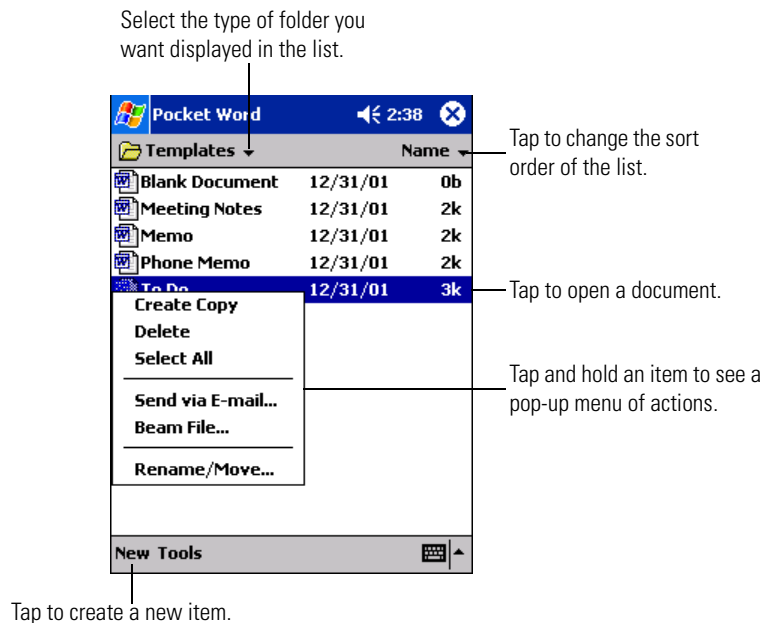 Select the type of folder you
want displayed in the list.
Pocket Word 2:38
Templates Name
Tap to change the sort
order of the list.
Blank Document 12/31/01 0b
Meeting Notes 12/31/01 2k
Memo 12/31/01 2k
Phone Memo 12/31/01 2k
To Do 12/31/01 3k
Tap to open a document.
Create Copy
Delete
Select All
Send via E-mail...
Beam File...
Rename/Move...
Tap and hold an item to see a
pop-up menu of actions.
New Tools
Tap to create a new item.